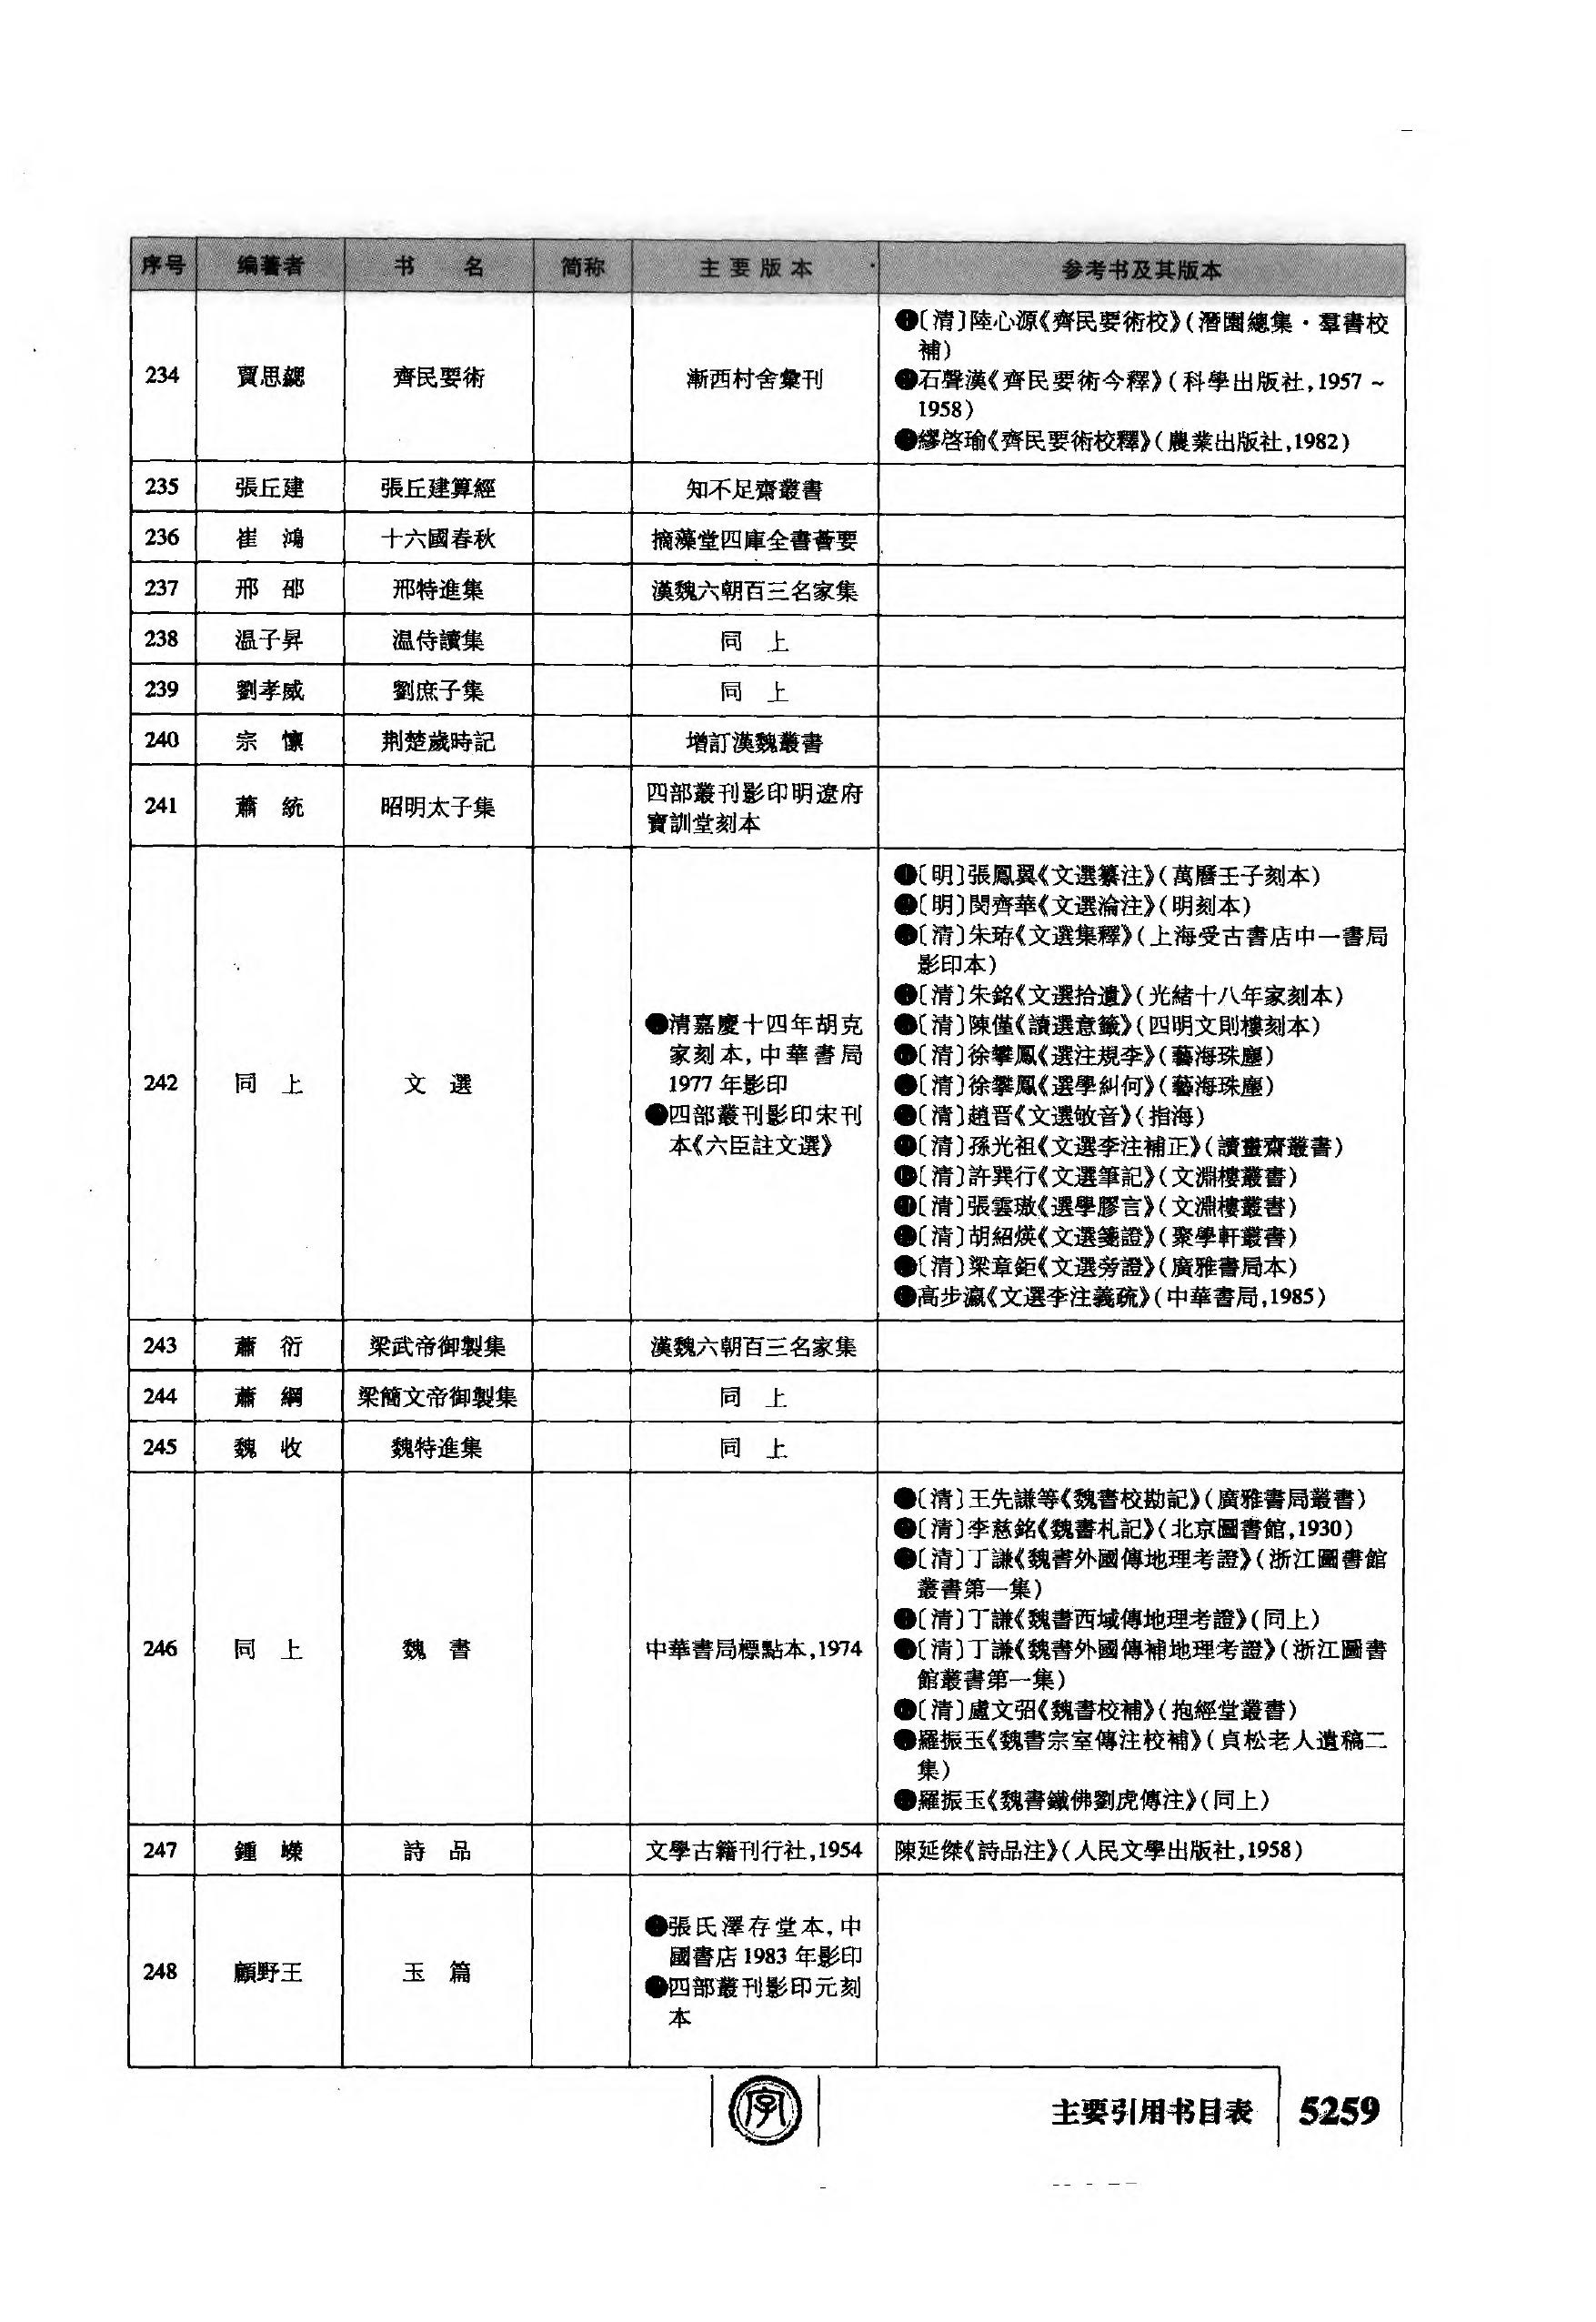 序号 编著者 书 名 简称 主要版本 参考书及其版本
234 賈思勰 齊民要術 漸西村舍彙刊
❶〔清〕陸心源《齊民要術校》(潛園總集·羣書校
補)
❷石聲漢《齊民要術今釋》(科學出版社,1957~
1958)
❸繆啓瑜《齊民要術校釋》(農業出版社,1982)
235 張丘建 張丘建算經 知不足齋叢書
236 崔 鴻 十六國春秋 摛藻堂四庫全書薈要
237 邢 邵 邢特進集 漢魏六朝百三名家集
238 温子昇 温侍讀集 同 上
239 劉孝威 劉庶子集 同 上
240 宗 懔 荆楚歲時記 增訂漢魏叢書
241 蕭 統 昭明太子集
四部叢刊影印明遼府
寶訓堂刻本
242 同 上 文 選
❶清嘉慶十四年胡克
家刻本,中華書局
1977年影印
❷四部叢刊影印宋刊
本《六臣註文選》
❶〔明〕張鳳翼《文選纂注》(萬曆壬子刻本)
❷〔明〕閔齊華《文選瀹注》(明刻本)
❸〔清〕朱珔《文選集釋》(上海受古書店中一書局
影印本)
❹〔清〕朱銘《文選拾遺》(光緒十八年家刻本)
❺〔清〕陳僅《讀選意籤》(四明文則樓刻本)
❻〔清〕徐攀鳳《選注規李》(藝海珠塵)
❼〔清〕徐攀鳳《選學糾何》(藝海珠塵)
❽〔清〕趙晋《文選敂音》(指海)
❾〔清〕孫光祖《文選李注補正》(讀畫齋叢書)
❿〔清〕許巽行《文選筆記》(文淵樓叢書)
⓫〔清〕張雲璈《選學膠言》(文淵樓叢書)
⓬〔清〕胡紹煐《文選箋證》(聚學軒叢書)
⓭〔清〕梁章鉅《文選旁證》(廣雅書局本)
⓮高步瀛《文選李注義疏》(中華書局,1985)
243 蕭 衍 梁武帝御製集 漢魏六朝百三名家集
244 蕭 綱 梁簡文帝御製集 同 上
245 魏 收 魏特進集 同 上
246 同 上 魏 書 中華書局標點本,1974
❶〔清〕王先謙等《魏書校勘記》(廣雅書局叢書)
❷〔清〕李慈銘《魏書札記》(北京圖書館,1930)
❸〔清〕丁謙《魏書外國傳地理考證》(浙江圖書館
叢書第一集)
❹〔清〕丁謙《魏書西域傳地理考證》(同上)
❺〔清〕丁謙《魏書外國傳補地理考證》(浙江圖書
館叢書第一集)
❻〔清〕盧文弨《魏書校補》(抱經堂叢書)
❼羅振玉《魏書宗室傳注校補》(貞松老人遺稿二
集)
❽羅振玉《魏書鐵佛劉虎傳注》(同上)
247 鍾 嶸 詩 品 文學古籍刊行社,1954 陳延傑《詩品注》(人民文學出版社,1958)
248 顧野王 玉 篇
❶張氏澤存堂本,中
國書店1983年影印
❷四部叢刊影印元刻
本
字 主要引用书目表 5259